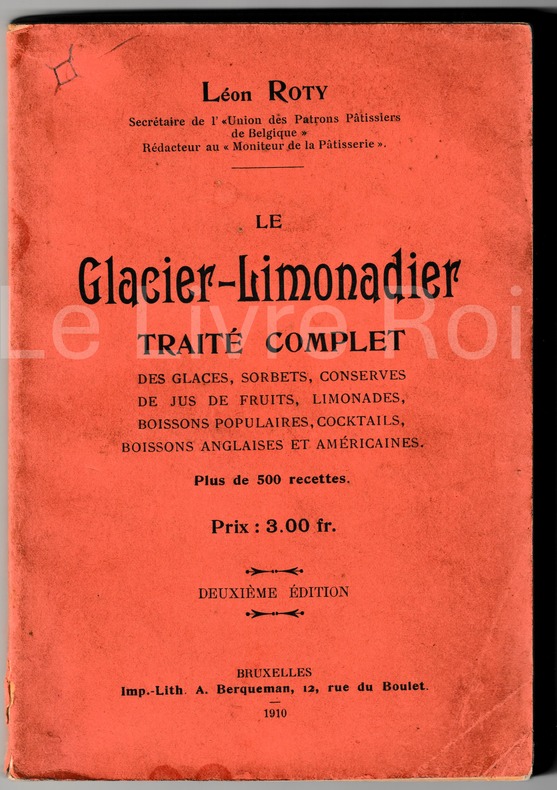 Léon ROTY
Secrétaire de l' «Union des Patrons Pâtissiers
de Belgique »
Rédacteur au « Moniteur de la Pâtisserie ».
LE
Glacier-Limonadier
Le Livre Roi
TRAITÉ COMPLET
DES GLACES, SORBETS, CONSERVES
DE JUS DE FRUITS, LIMONADES,
BOISSONS POPULAIRES, COCKTAILS,
BOISSONS ANGLAISES ET AMÉRICAINES.
Plus de 500 recettes.
Prix : 3.00 fr.
DEUXIÈME ÉDITION
BRUXELLES
Imp.-Lith. A. Berqueman, 12, rue du Boulet.
1910